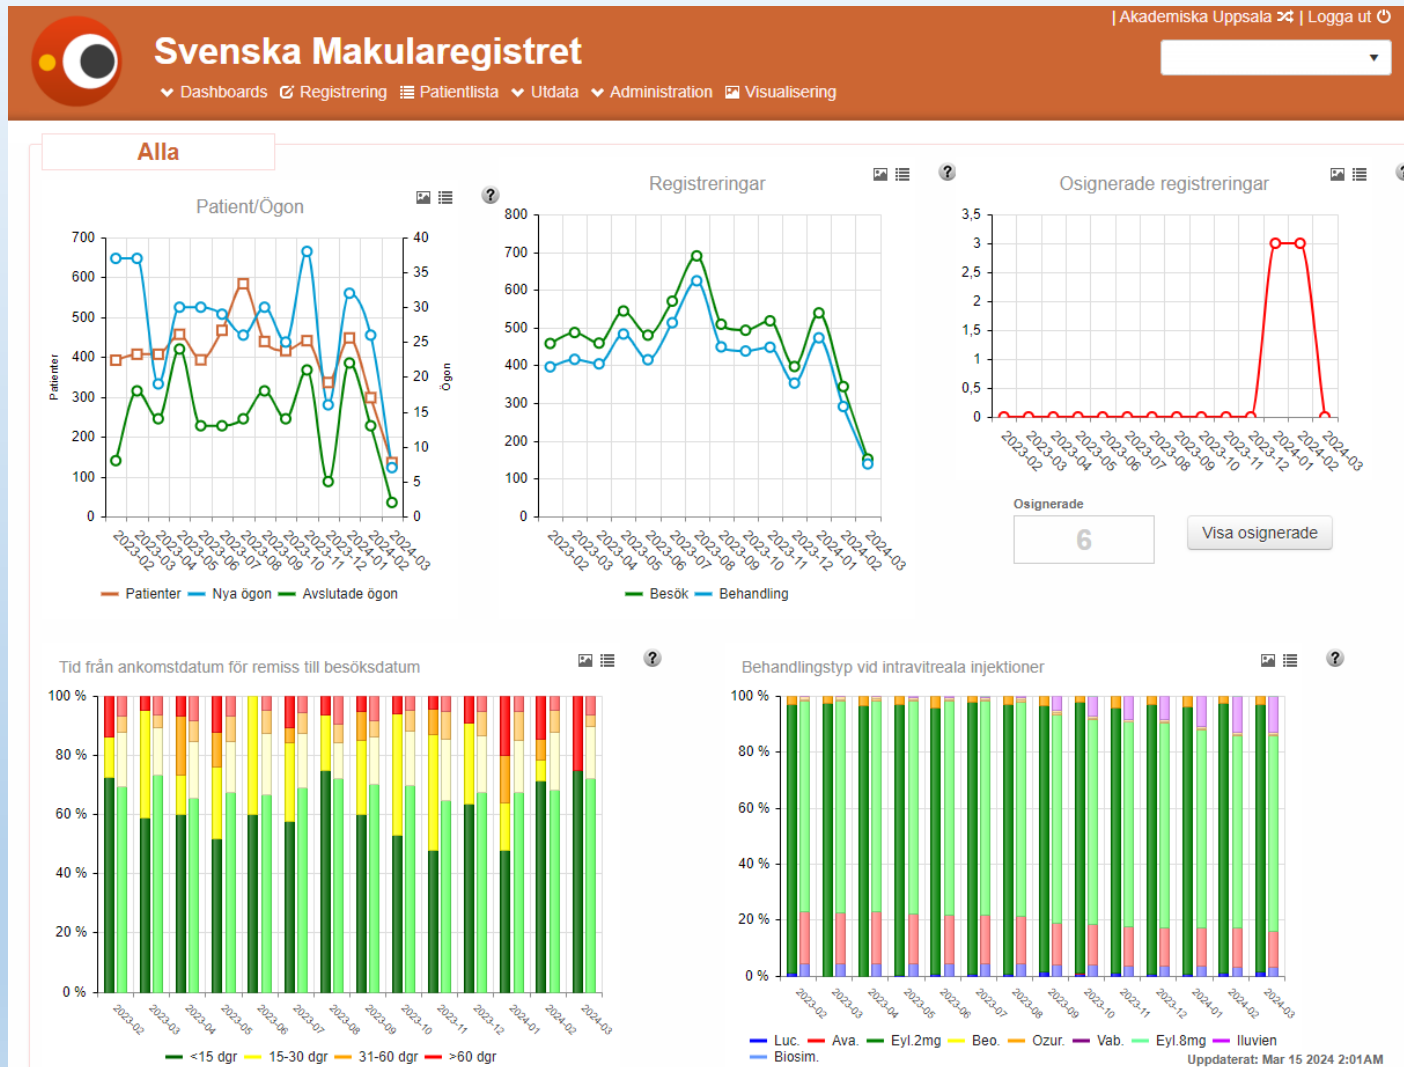 | Akademiska Uppsala | Logga ut
Svenska Makularegistret
Dashboards Registrering Patientlista Utdata Administration Visualisering
Alla
Patient/Ögon
700
600
500
400
300
200
100
0
Patienter
40
35
30
25
20
15
10
5
0
Ögon
2023-02 2023-03 2023-04 2023-05 2023-06 2023-07 2023-08 2023-09 2023-10 2023-11 2023-12 2024-01 2024-02 2024-03
Patienter Nya ögon Avslutade ögon
?
Registreringar
800
700
600
500
400
300
200
100
0
2023-02 2023-03 2023-04 2023-05 2023-06 2023-07 2023-08 2023-09 2023-10 2023-11 2023-12 2024-01 2024-02 2024-03
Besök Behandling
?
Osignerade registreringar
3,5
3
2,5
2
1,5
1
0,5
0
2023-02 2023-03 2023-04 2023-05 2023-06 2023-07 2023-08 2023-09 2023-10 2023-11 2023-12 2024-01 2024-02 2024-03
?
Osignerade
6
Visa osignerade
Tid från ankomstdatum för remiss till besöksdatum
?
100 %
80 %
60 %
40 %
20 %
0 %
2023-02 2023-03 2023-04 2023-05 2023-06 2023-07 2023-08 2023-09 2023-10 2023-11 2023-12 2024-01 2024-02 2024-03
<15 dgr 15-30 dgr 31-60 dgr >60 dgr
Behandlingstyp vid intravitreala injektioner
?
100 %
80 %
60 %
40 %
20 %
0 %
2023-02 2023-03 2023-04 2023-05 2023-06 2023-07 2023-08 2023-09 2023-10 2023-11 2023-12 2024-01 2024-02 2024-03
Luc. Ava. Eyl.2mg Beo. Ozur. Vab. Eyl.8mg Iluvien
Biosim.
Uppdaterat: Mar 15 2024 2:01AM